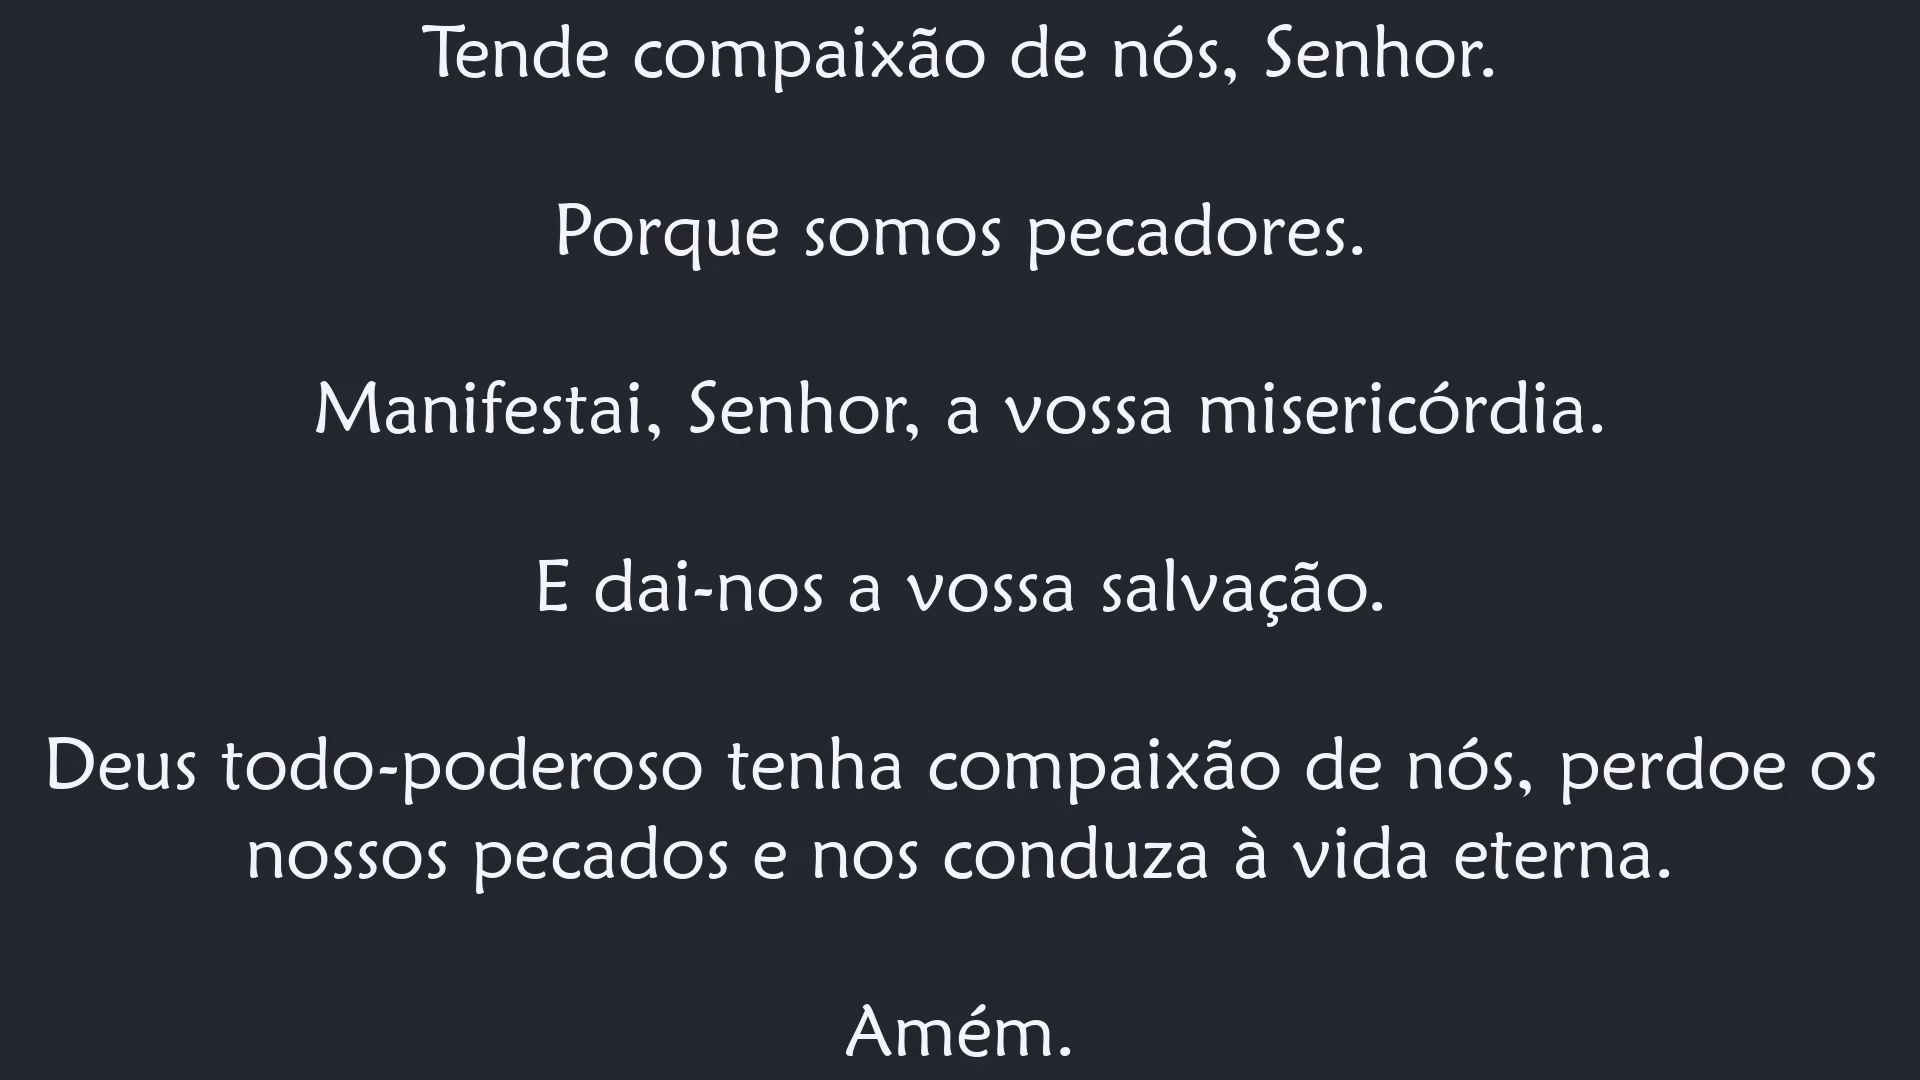 Tende compaixão de nós, Senhor.
Porque somos pecadores.
Manifestai, Senhor, a vossa misericórdia.
E dai-nos a vossa salvação.
Deus todo-poderoso tenha compaixão de nós, perdoe os
nossos pecados e nos conduza à vida eterna.
Amém.